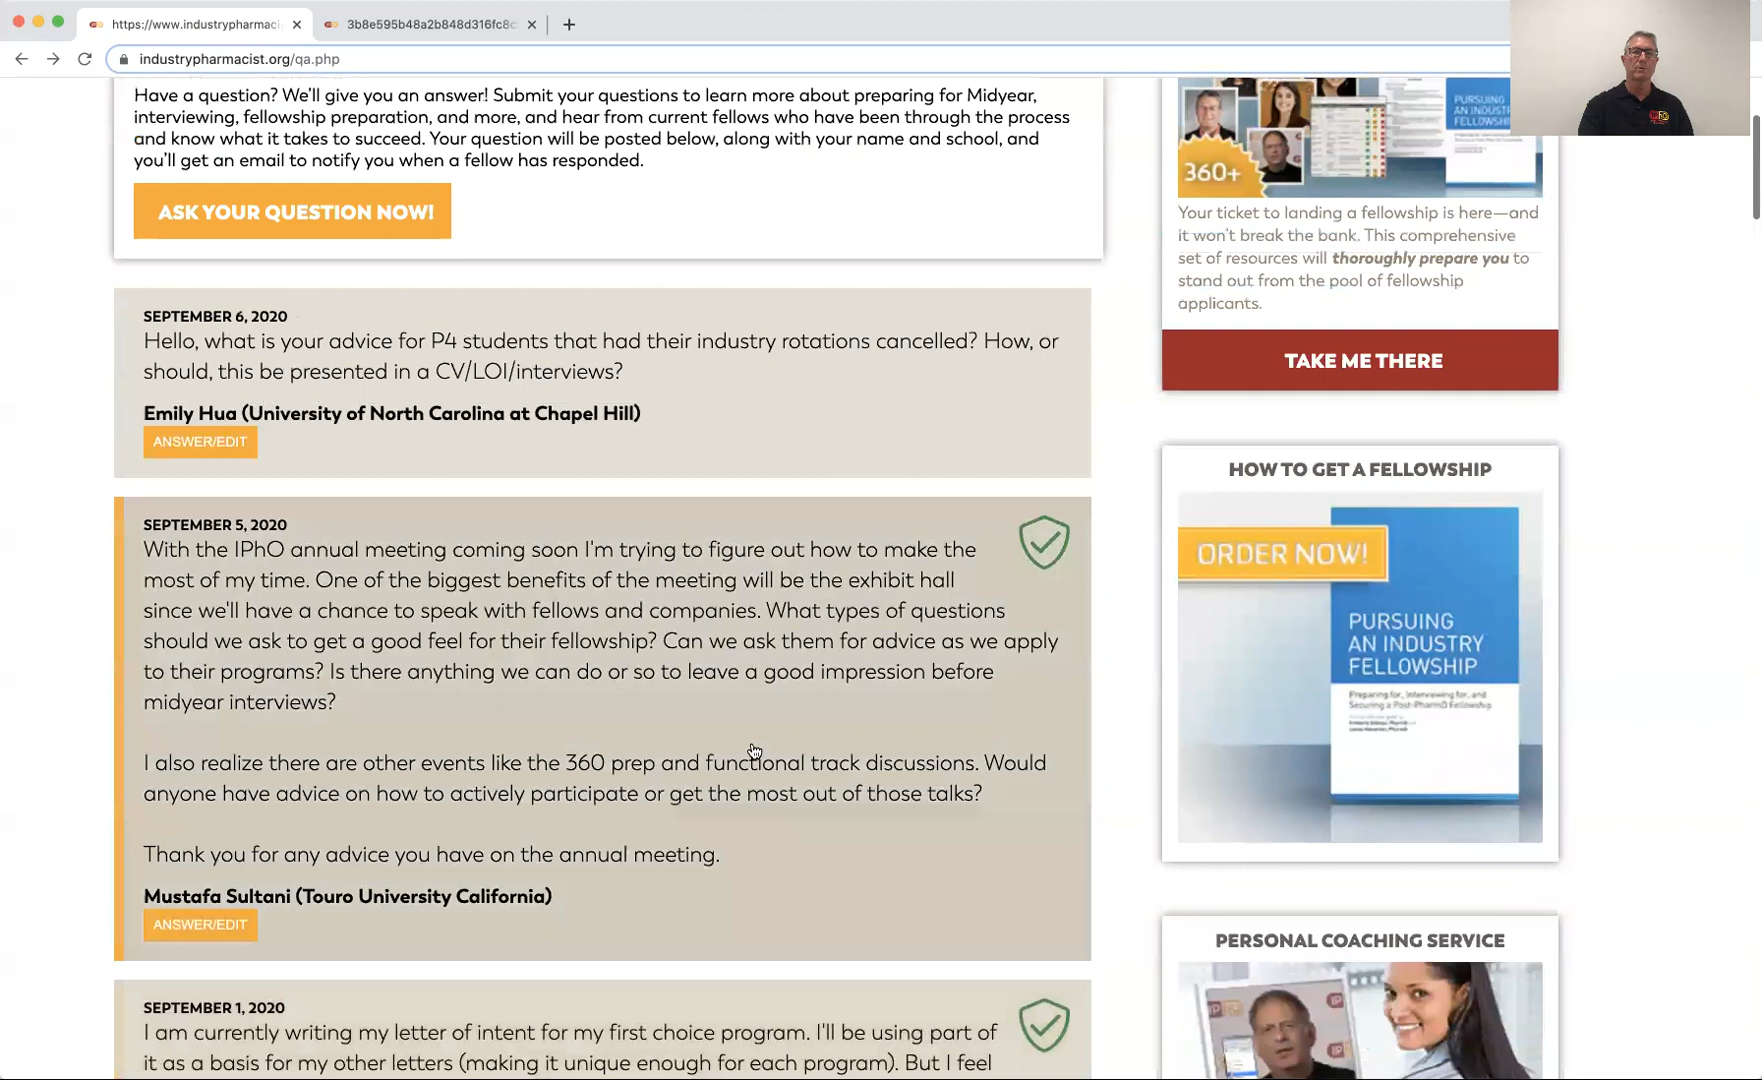 https://www.industrypharmaci
3b8e595b48a2b848d316fc8c
industrypharmacist.org/qa.php
Have a question? We'll give you an answer! Submit your questions to learn more about preparing for Midyear,
interviewing, fellowship preparation, and more, and hear from current fellows who have been through the process
and know what it takes to succeed. Your question will be posted below, along with your name and school, and
you'll get an email to notify you when a fellow has responded.
ASK YOUR QUESTION NOW!
SEPTEMBER 6, 2020
Hello, what is your advice for P4 students that had their industry rotations cancelled? How, or
should, this be presented in a CV/LOI/interviews?
Emily Hua (University of North Carolina at Chapel Hill)
ANSWER/EDIT
SEPTEMBER 5, 2020
With the IPhO annual meeting coming soon I'm trying to figure out how to make the
most of my time. One of the biggest benefits of the meeting will be the exhibit hall
since we'll have a chance to speak with fellows and companies. What types of questions
should we ask to get a good feel for their fellowship? Can we ask them for advice as we apply
to their programs? Is there anything we can do or so to leave a good impression before
midyear interviews?
I also realize there are other events like the 360 prep and functional track discussions. Would
anyone have advice on how to actively participate or get the most out of those talks?
Thank you for any advice you have on the annual meeting.
Mustafa Sultani (Touro University California)
ANSWER/EDIT
SEPTEMBER 1, 2020
I am currently writing my letter of intent for my first choice program. I'll be using part of
it as a basis for my other letters (making it unique enough for each program). But I feel
PURSUING
AN INDUST
FELLOWSHIP
360+
Your ticket to landing a fellowship is here—and
it won't break the bank. This comprehensive
set of resources will thoroughly prepare you to
stand out from the pool of fellowship
applicants.
TAKE ME THERE
HOW TO GET A FELLOWSHIP
ORDER NOW!
PURSUING
AN INDUSTRY
FELLOWSHIP
Preparing for, Interviewing for, and
Securing a Post-PharmD Fellowship
PERSONAL COACHING SERVICE